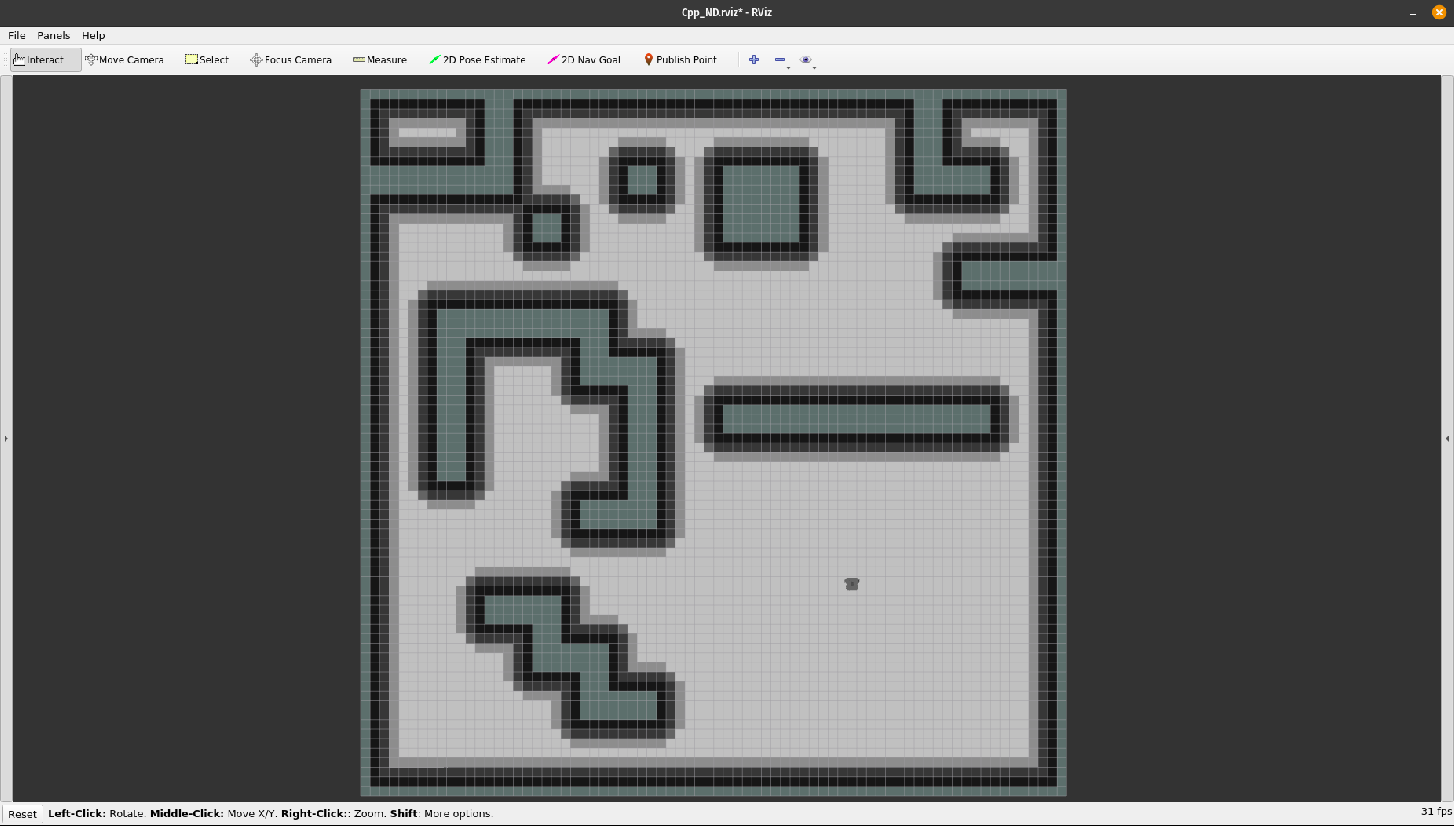 Cpp_ND.rviz* - RViz
File Panels Help
Interact Move Camera Select Focus Camera Measure 2D Pose Estimate 2D Nav Goal Publish Point
Reset Left-Click: Rotate. Middle-Click: Move X/Y. Right-Click:: Zoom. Shift: More options. 31 fps